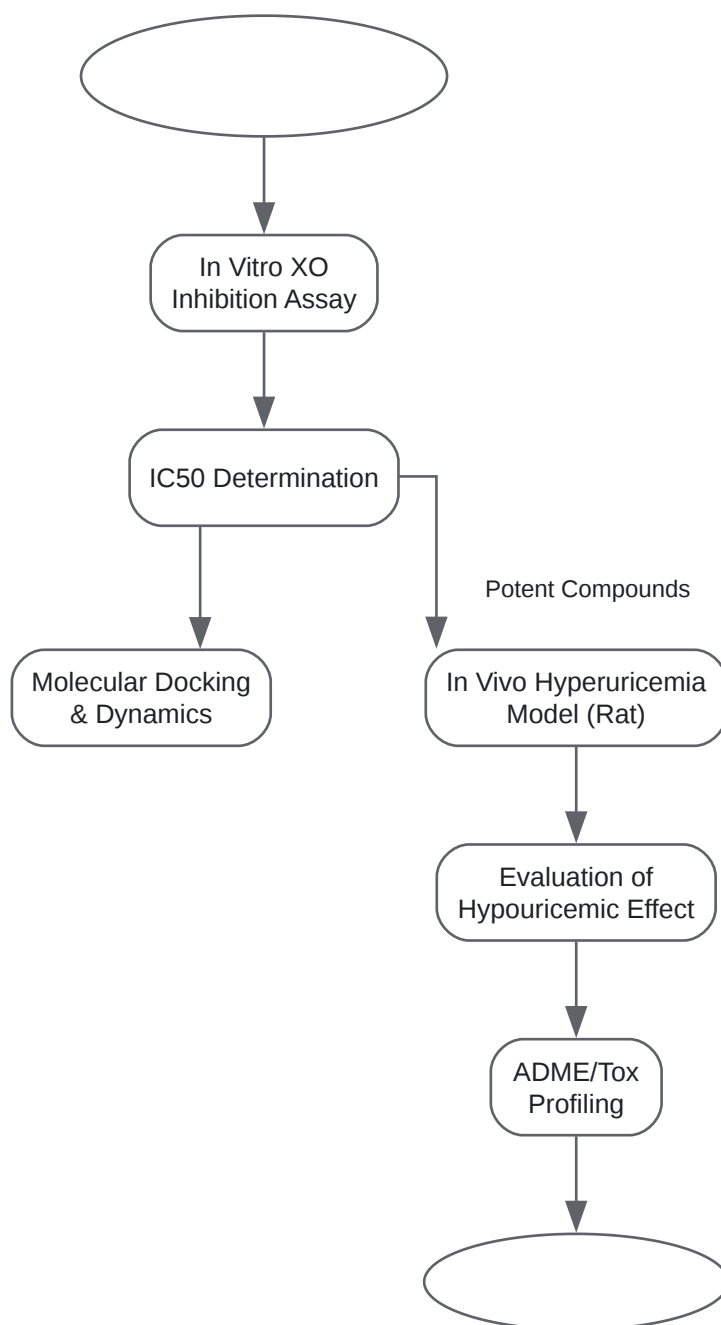 In Vitro XO
Inhibition Assay
IC50 Determination
Potent Compounds
Molecular Docking
& Dynamics
In Vivo Hyperuricemia
Model (Rat)
Evaluation of
Hypouricemic Effect
ADME/Tox
Profiling